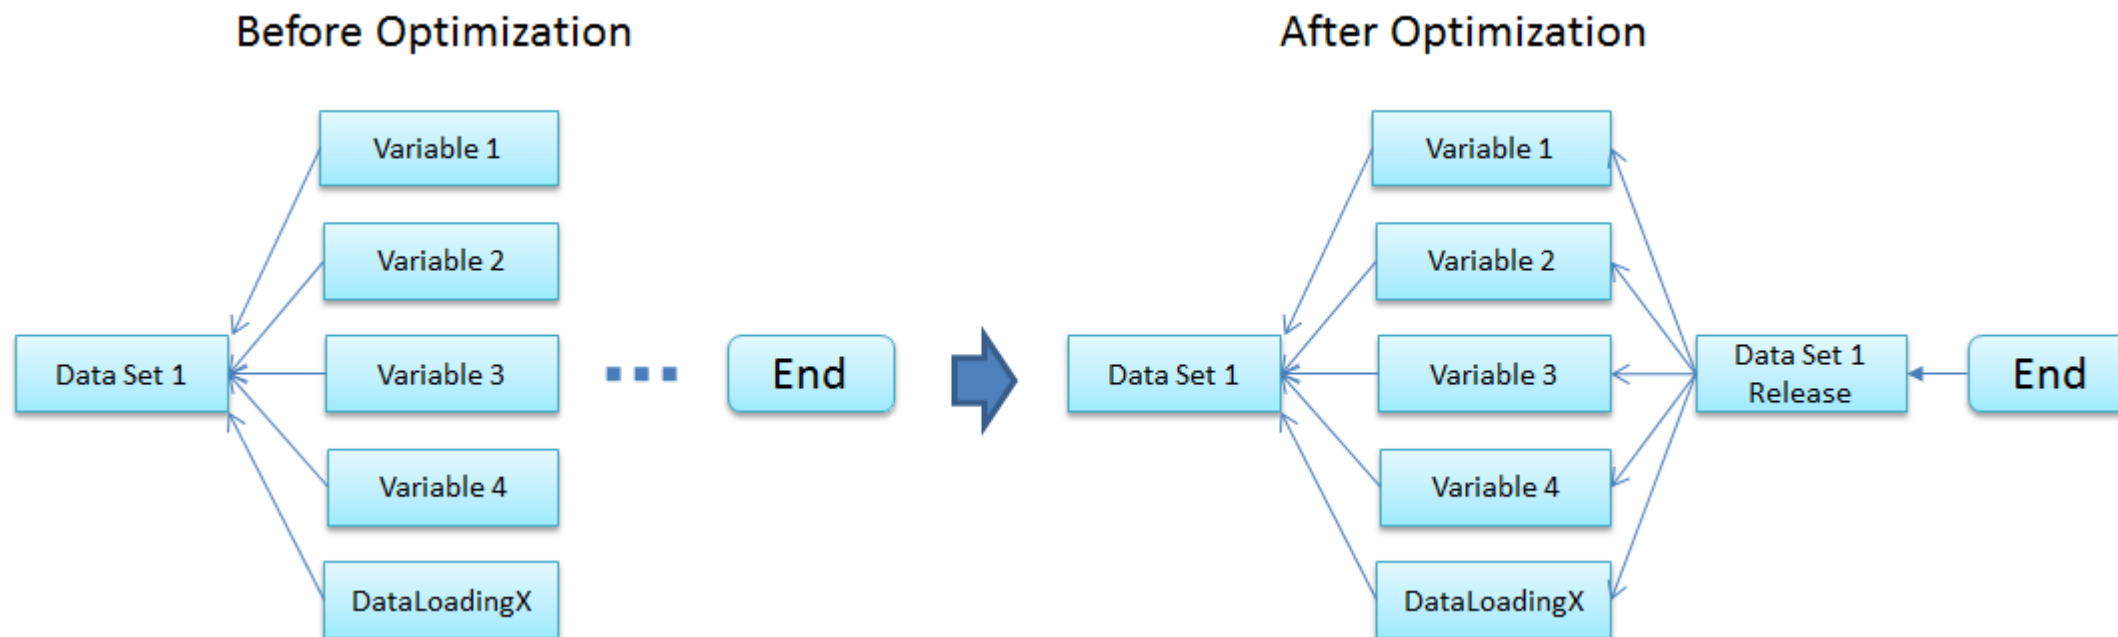 Before Optimization
Variable 1
Variable 2
Data Set 1
Variable 3
End
Variable 4
DataLoadingX
After Optimization
Variable 1
Variable 2
Data Set 1
Variable 3
Data Set 1
Release
End
Variable 4
DataLoadingX